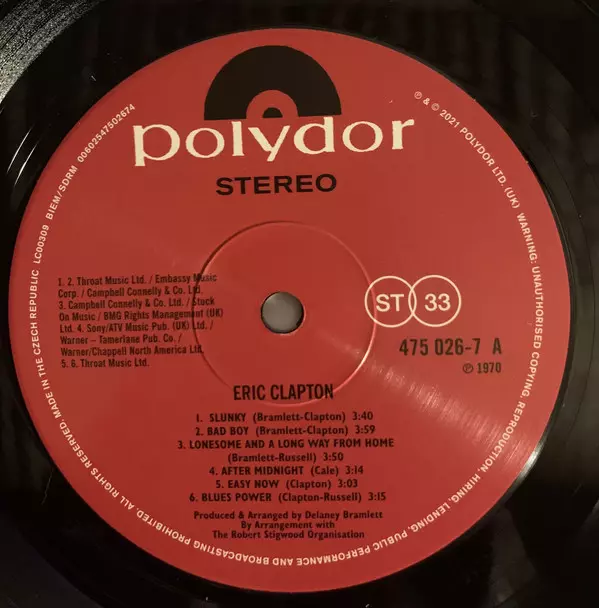 polydor
STEREO
1. 2. Throat Music Ltd. / Embassy Music
Corp. / Campbell Connelly & Co. Ltd.
3. Campbell Connelly & Co. Ltd. / Stuck
On Music / BMG Rights Management (UK)
Ltd. 4. Sony/ATV Music Pub. (UK) Ltd. /
Warner – Tamerlane Pub. Co. /
Warner/Chappell North America Ltd.
5. 6. Throat Music Ltd.
ST 33
475 026-7 A
℗ 1970
ERIC CLAPTON
1. SLUNKY (Bramlett-Clapton) 3:40
2. BAD BOY (Bramlett-Clapton) 3:59
3. LONESOME AND A LONG WAY FROM HOME
(Bramlett-Russell) 3:50
4. AFTER MIDNIGHT (Cale) 3:14
5. EASY NOW (Clapton) 3:03
6. BLUES POWER (Clapton-Russell) 3:15
Produced & Arranged by Delaney Bramlett
By Arrangement with
The Robert Stigwood Organisation
℗ & © 2021 POLYDOR LTD. (UK) WARNING: UNAUTHORISED COPYING, REPRODUCTION, HIRING, LENDING, PUBLIC PERFORMANCE AND BROADCASTING PROHIBITED. ALL RIGHTS RESERVED. MADE IN THE CZECH REPUBLIC LC00309 BIEM/SDRM 00602547502674